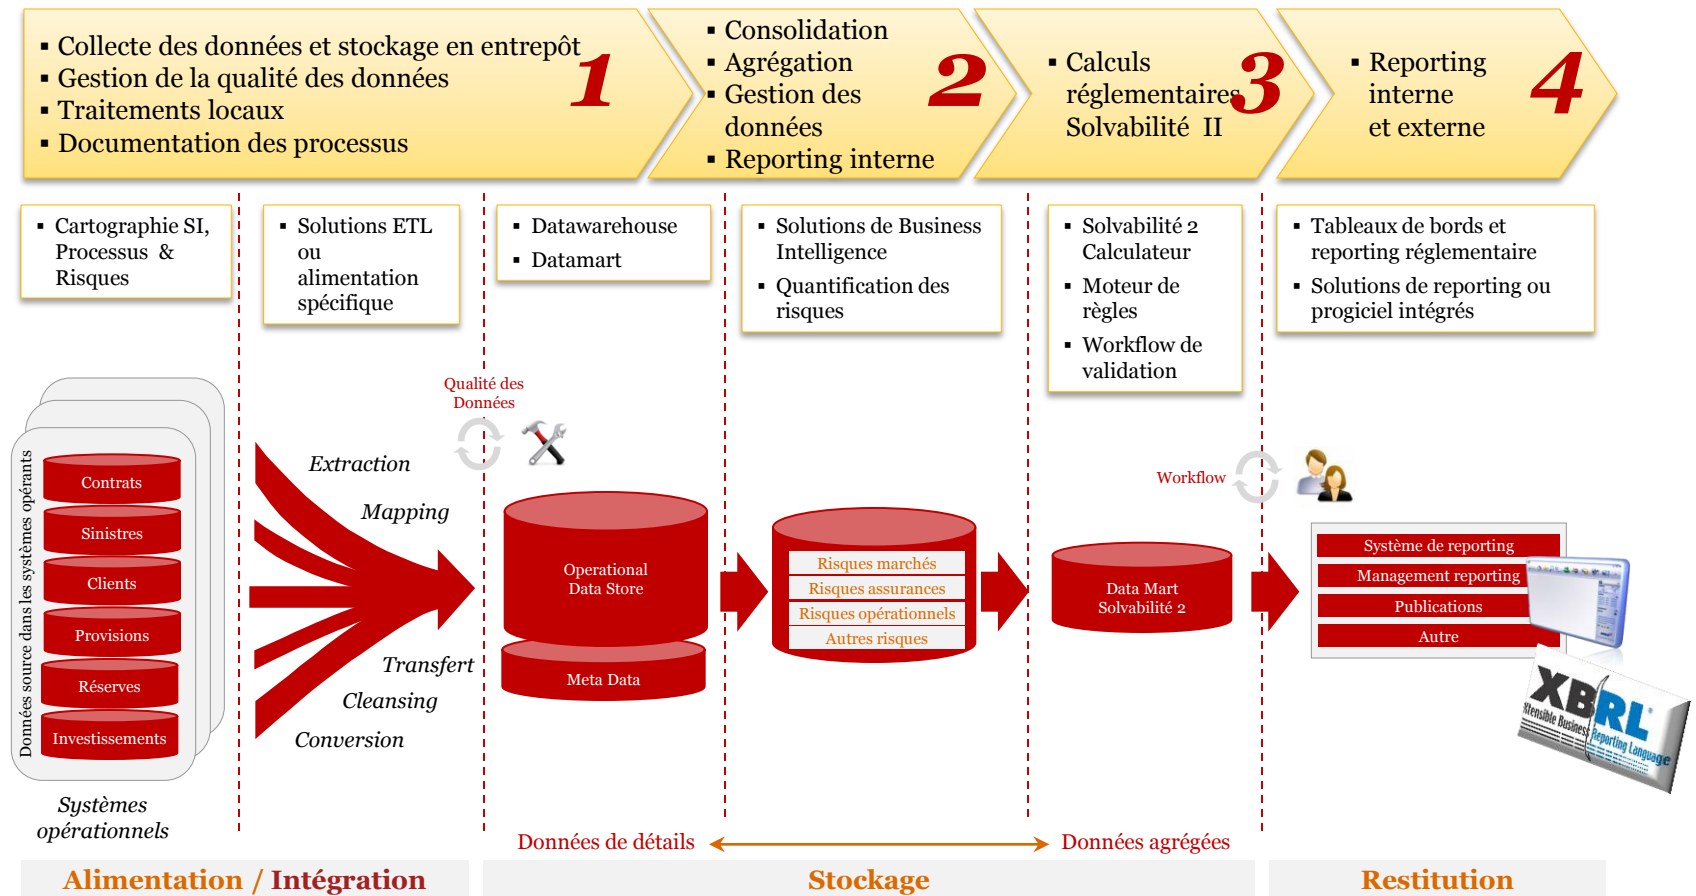 ▪ Collecte des données et stockage en entrepôt
▪ Gestion de la qualité des données
▪ Traitements locaux
▪ Documentation des processus
1
▪ Consolidation
▪ Agrégation
▪ Gestion des
données
▪ Reporting interne
2
▪ Calculs
réglementaires
Solvabilité II
3
▪ Reporting
interne
et externe
4
▪ Cartographie SI,
Processus &
Risques
▪ Solutions ETL
ou
alimentation
spécifique
▪ Datawarehouse
▪ Datamart
▪ Solutions de Business
Intelligence
▪ Quantification des
risques
▪ Solvabilité 2
Calculateur
▪ Moteur de
règles
▪ Workflow de
validation
▪ Tableaux de bords et
reporting réglementaire
▪ Solutions de reporting ou
progiciel intégrés
Données source dans les systèmes opérants
Contrats
Sinistres
Clients
Provisions
Réserves
Investissements
Systèmes
opérationnels
Extraction
Mapping
Transfert
Cleansing
Conversion
Qualité des
Données
Operational
Data Store
Meta Data
Risques marchés
Risques assurances
Risques opérationnels
Autres risques
Data Mart
Solvabilité 2
Workflow
Système de reporting
Management reporting
Publications
Autre
XBRL
eXtensible Business Reporting Language
Données de détails
Données agrégées
Alimentation / Intégration
Stockage
Restitution